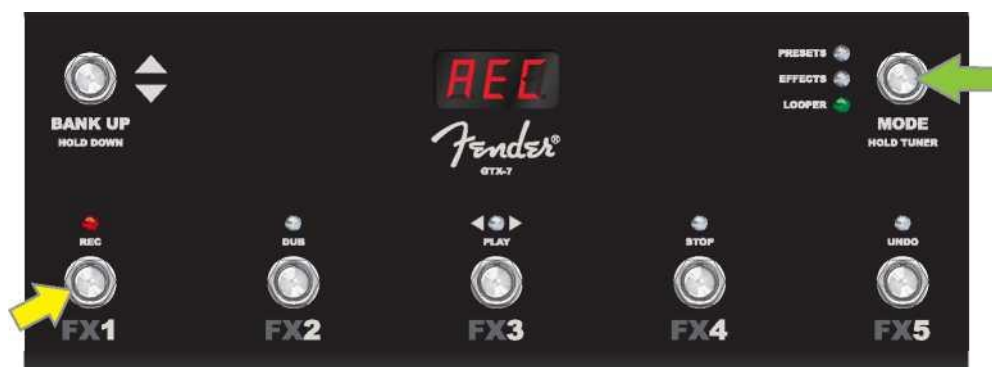 PRESETS
EFFECTS
LOOPER
BANK UP
HOLD DOWN
AEC
Fender®
GTX-7
MODE
HOLD TUNER
REC
DUB
PLAY
STOP
UNDO
FX1
FX2
FX3
FX4
FX5